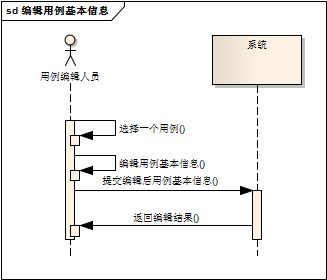 sd 编辑用例基本信息
用例编辑人员
系统
选择一个用例()
编辑用例基本信息()
提交编辑后用例基本信息()
返回编辑结果()